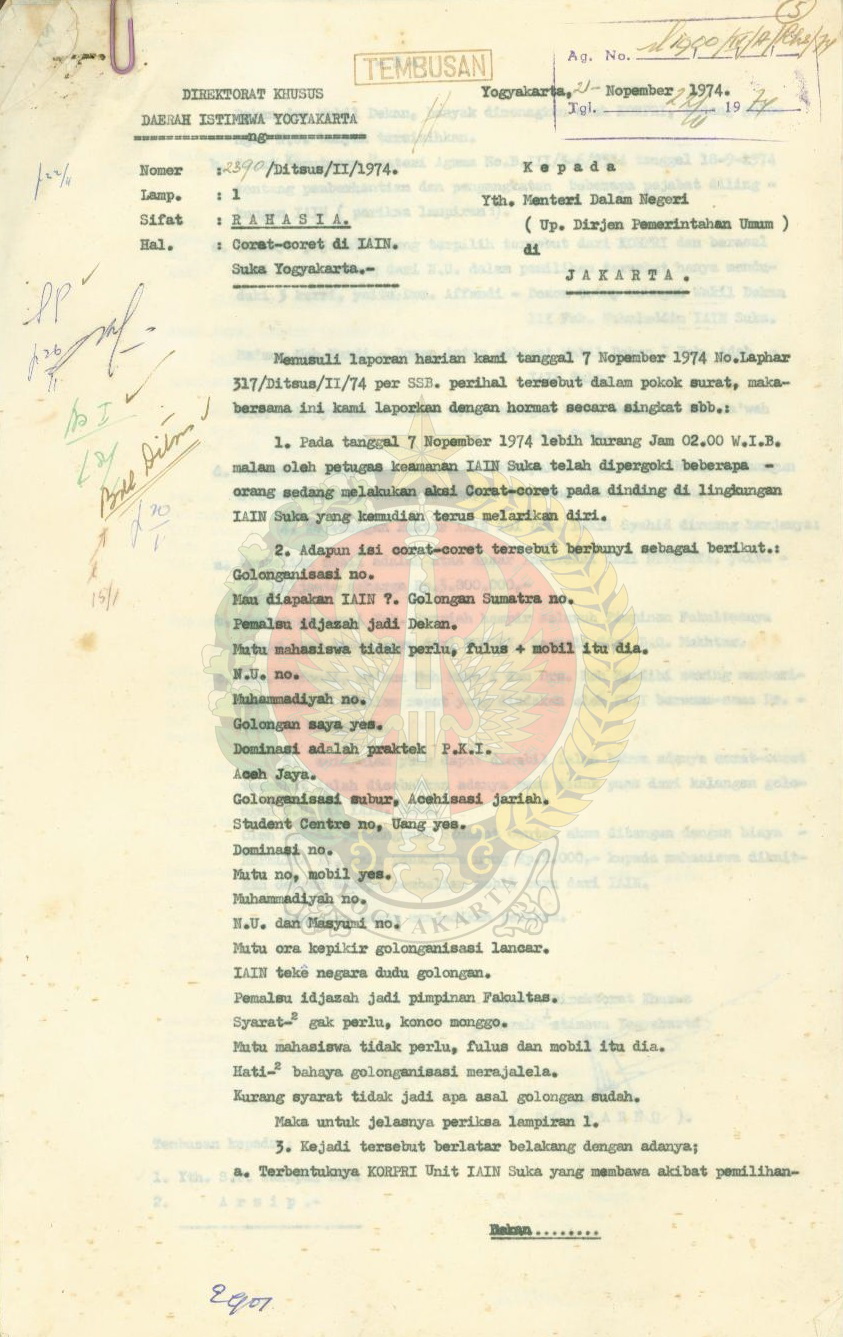 5
TEMBUSAN
Ag. No.
Tgl. 19 74
DIREKTORAT KHUSUS
DAERAH ISTIMEWA YOGYAKARTA
Yogyakarta, 21- Nopember 1974.
Nomer : 2390/Ditsus/II/1974.
Lamp. : 1
Sifat : R A H A S I A.
Hal. : Corat-coret di IAIN.
Suka Yogyakarta.-
K e p a d a
Yth. Menteri Dalam Negeri
( Up. Dirjen Pemerintahan Umum )
di
J A K A R T A .
Menusuli laporan harian kami tanggal 7 Nopember 1974 No.Laphar
317/Ditsus/II/74 per SSB. perihal tersebut dalam pokok surat, maka-
bersama ini kami laporkan dengan hormat secara singkat sbb.:
1. Pada tanggal 7 Nopember 1974 lebih kurang Jam 02.00 W.I.B.
malam oleh petugas keamanan IAIN Suka telah dipergoki beberapa -
orang sedang melakukan aksi Corat-coret pada dinding di lingkungan
IAIN Suka yang kemudian terus melarikan diri.
2. Adapun isi corat-coret tersebut berbunyi sebagai berikut.:
Golonganisasi no.
Mau diapakan IAIN ?. Golongan Sumatra no.
Pemalsu idjazah jadi Dekan.
Mutu mahasiswa tidak perlu, fulus + mobil itu dia.
N.U. no.
Muhammadiyah no.
Golongan saya yes.
Dominasi adalah praktek P.K.I.
Aceh Jaya.
Golonganisasi subur, Acehisasi jariah.
Student Centre no, Uang yes.
Dominasi no.
Mutu no, mobil yes.
Muhammadiyah no.
N.U. dan Masyumi no.
Mutu ora kepikir golonganisasi lancar.
IAIN tekê negara dudu golongan.
Pemalsu idjazah jadi pimpinan Fakultas.
Syarat-2 gak perlu, konco monggo.
Mutu mahasiswa tidak perlu, fulus dan mobil itu dia.
Hati-2 bahaya golonganisasi merajalela.
Kurang syarat tidak jadi apa asal golongan sudah.
Maka untuk jelasnya periksa lampiran 1.
3. Kejadi tersebut berlatar belakang dengan adanya;
a. Terbentuknya KORPRI Unit IAIN Suka yang membawa akibat pemilihan-
Dekan........
YOGYAKARTA